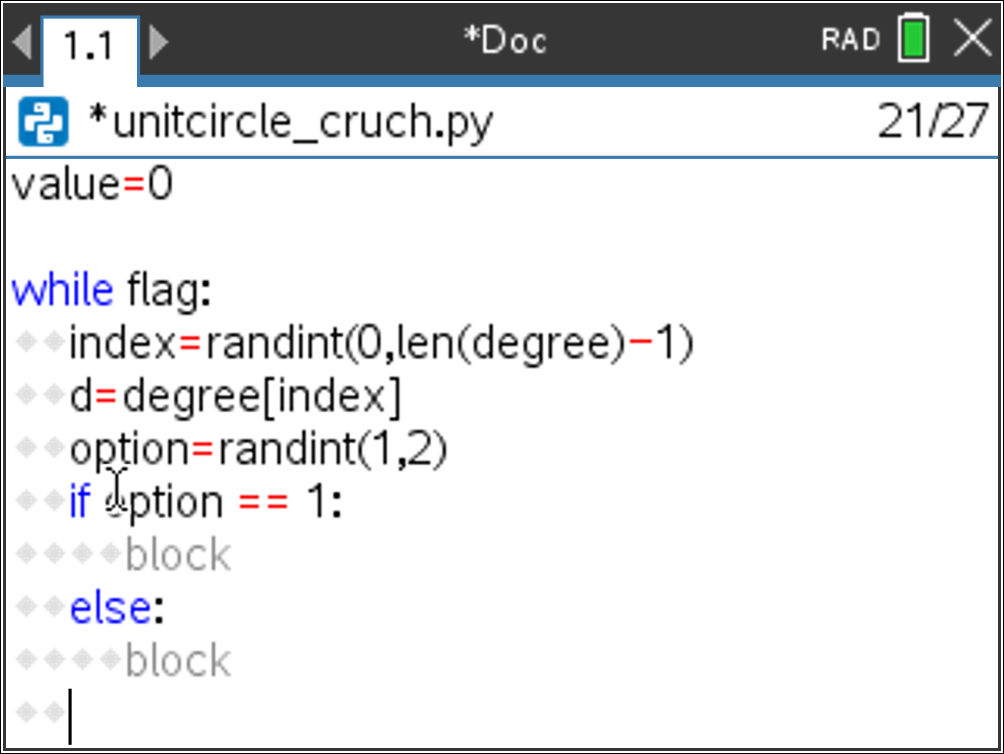 1.1 *Doc RAD
*unitcircle_cruch.py 21/27
value=0
while flag:
index=randint(0,len(degree)-1)
d=degree[index]
option=randint(1,2)
if option == 1:
block
else:
block